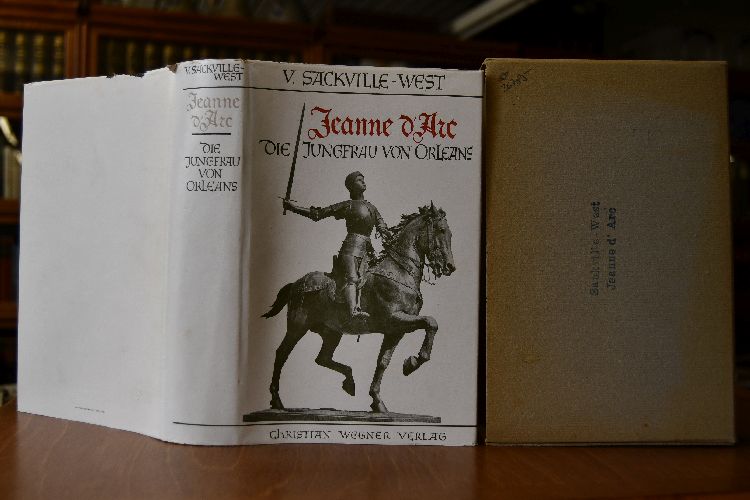 V. SACKVILLE-
WEST
Jeanne
d'Arc
DIE
JUNGFRAU
VON
ORLEANS
V. SACKVILLE-WEST
Jeanne d'Arc
DIE JUNGFRAU VON ORLEANS
CHRISTIAN WEGNER VERLAG
Sackville-West
Jeanne d' Arc